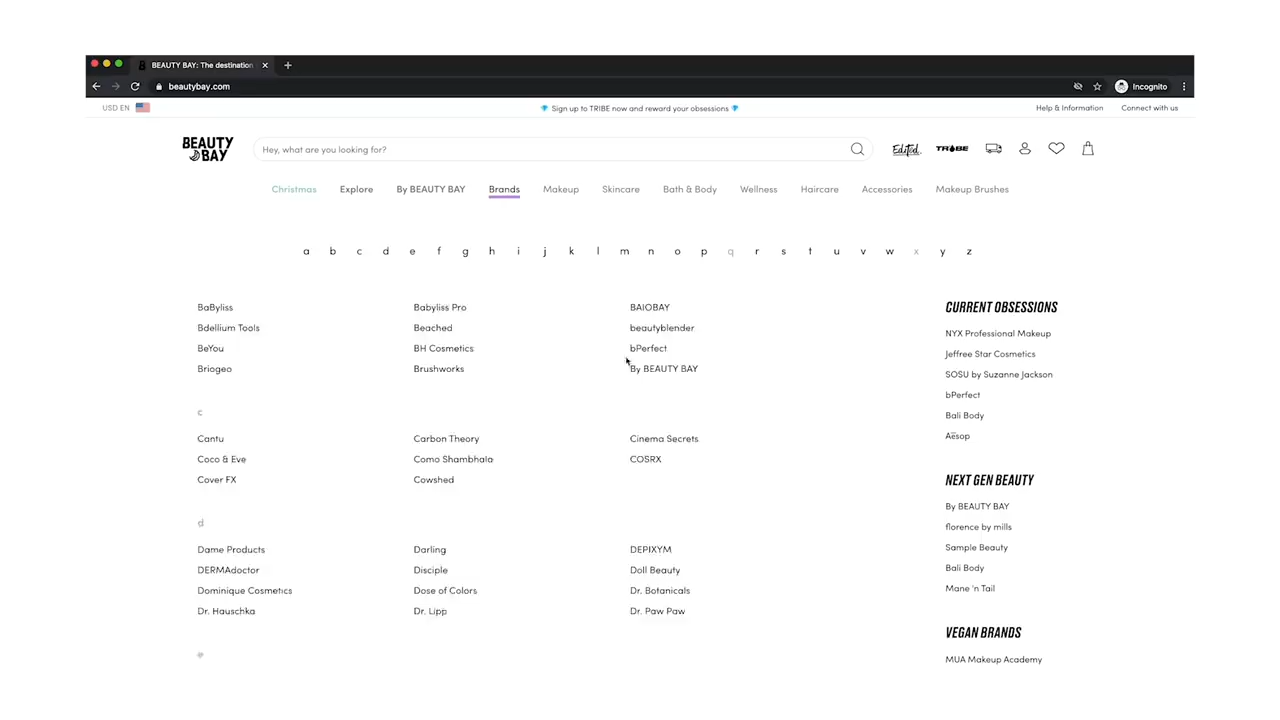 BEAUTY BAY: The destination
beautybay.com
Incognito
USD EN
Sign up to TRIBE now and reward your obsessions
Help & Information
Connect with us
BEAUTY
BAY
Hey, what are you looking for?
Edited.
TRIBE
Christmas
Explore
By BEAUTY BAY
Brands
Makeup
Skincare
Bath & Body
Wellness
Haircare
Accessories
Makeup Brushes
a b c d e f g h i j k l m n o p q r s t u v w x y z
BaByliss
Babyliss Pro
BAIOBAY
Bdellium Tools
Beached
beautyblender
BeYou
BH Cosmetics
bPerfect
Briogeo
Brushworks
By BEAUTY BAY
c
Cantu
Carbon Theory
Cinema Secrets
Coco & Eve
Como Shambhala
COSRX
Cover FX
Cowshed
d
Dame Products
Darling
DEPIXYM
DERMAdoctor
Disciple
Doll Beauty
Dominique Cosmetics
Dose of Colors
Dr. Botanicals
Dr. Hauschka
Dr. Lipp
Dr. Paw Paw
e
CURRENT OBSESSIONS
NYX Professional Makeup
Jeffree Star Cosmetics
SOSU by Suzanne Jackson
bPerfect
Bali Body
Aēsop
NEXT GEN BEAUTY
By BEAUTY BAY
florence by mills
Sample Beauty
Bali Body
Mane 'n Tail
VEGAN BRANDS
MUA Makeup Academy